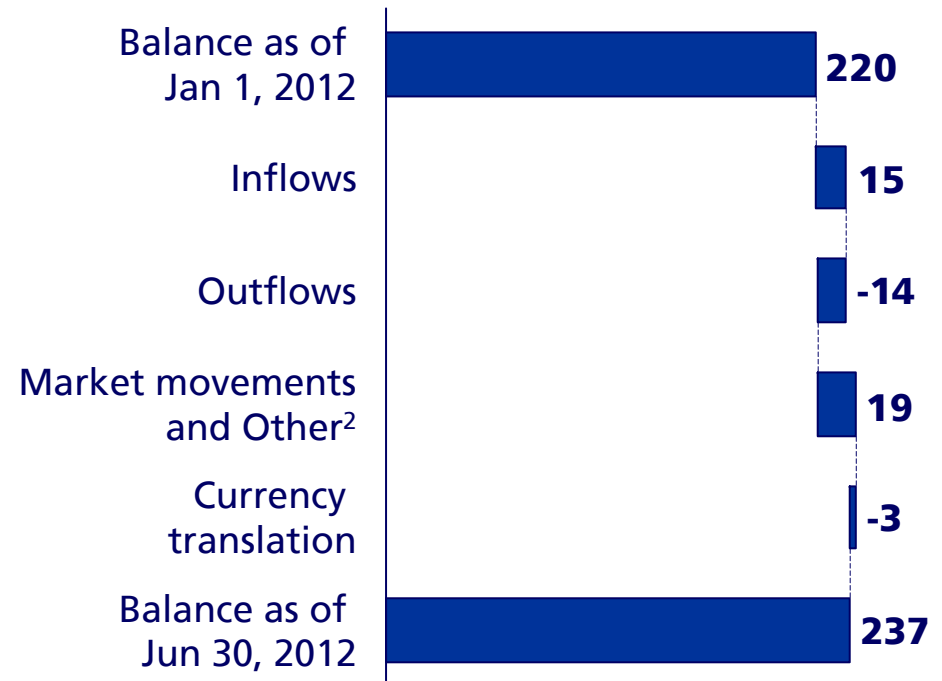 Balance as of
Jan 1, 2012
220
Inflows
15
Outflows
-14
Market movements
and Other²
19
Currency
translation
-3
Balance as of
Jun 30, 2012
237